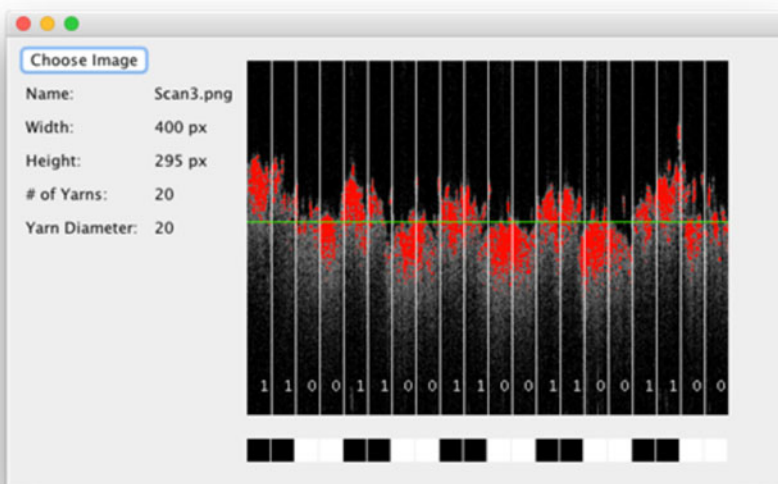 Choose Image
Name: Scan3.png
Width: 400 px
Height: 295 px
# of Yarns: 20
Yarn Diameter: 20
1 1 0 0 1 1 0 0 1 1 0 0 1 1 0 0 1 1 0 0